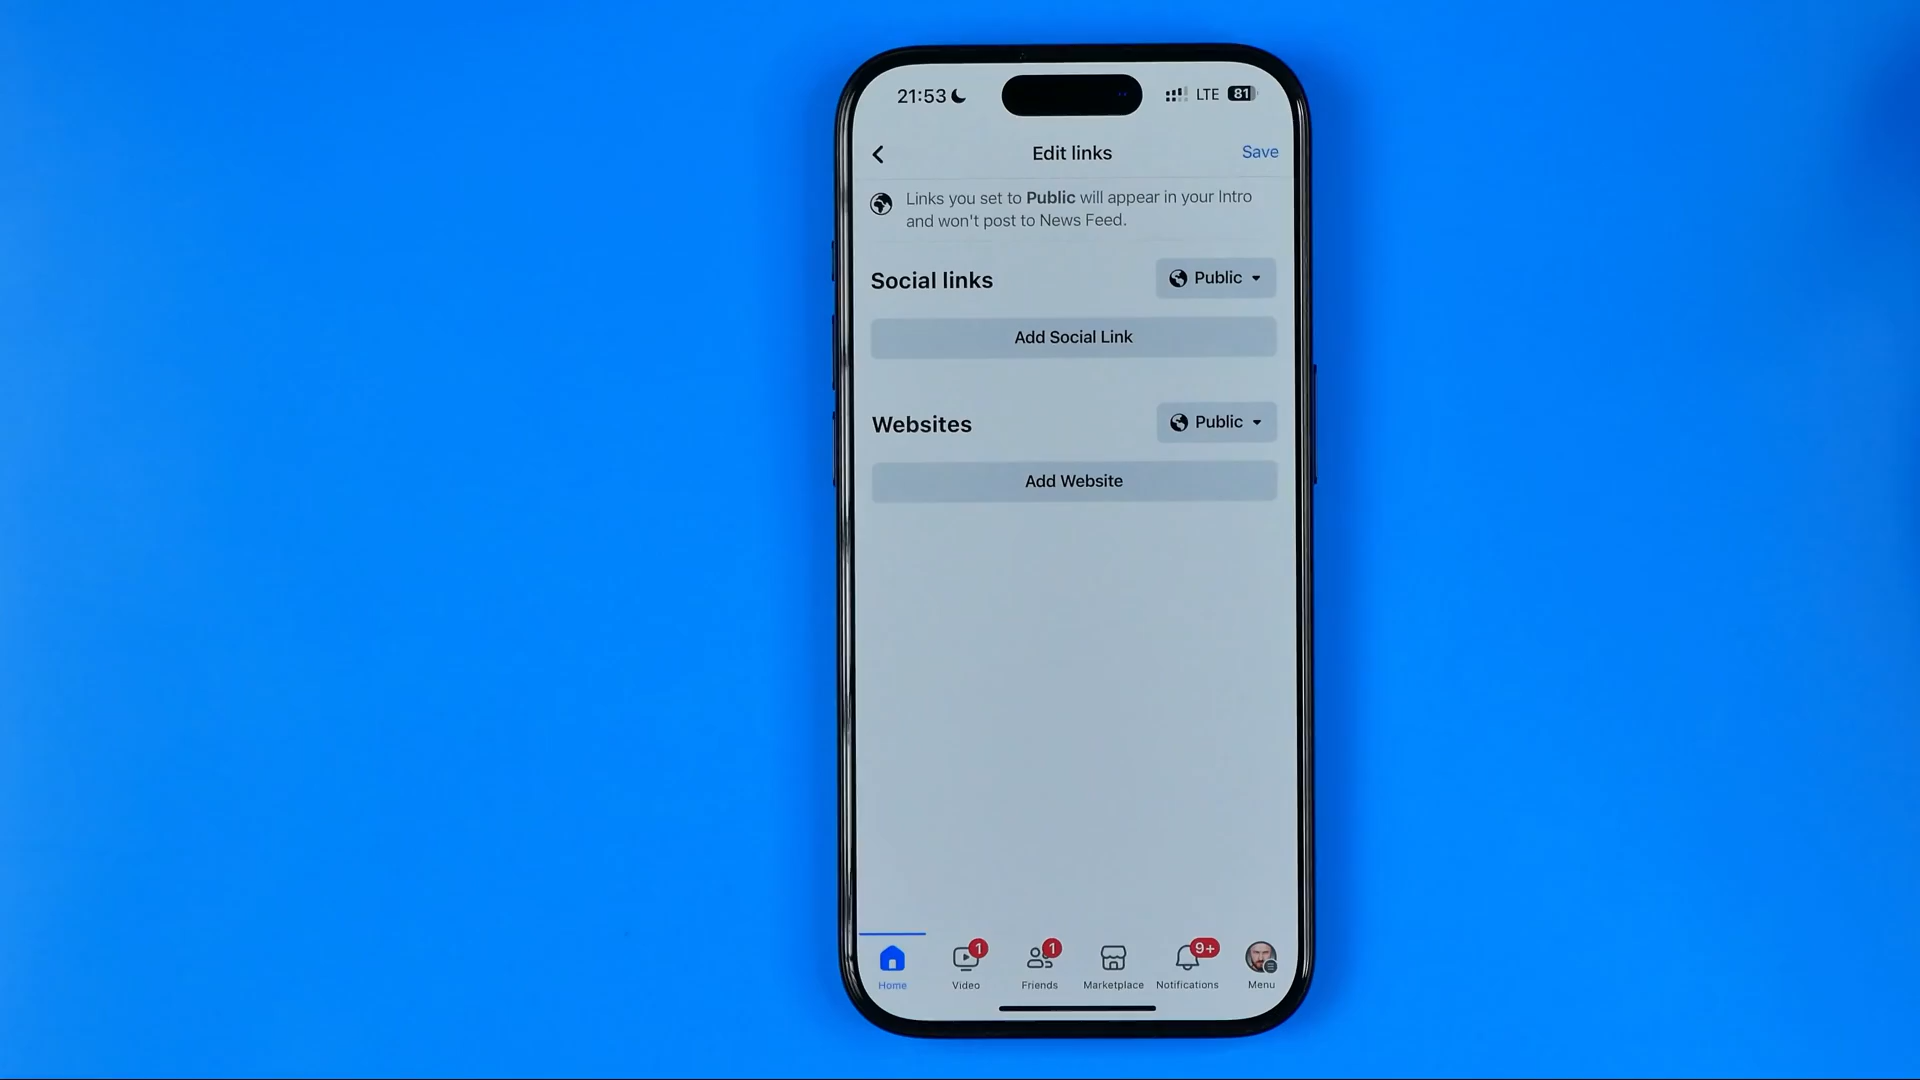 21:53 LTE 81
Edit links Save
Links you set to Public will appear in your Intro
and won't post to News Feed.
Social links Public
Add Social Link
Websites Public
Add Website
1 1 9+
Home Video Friends Marketplace Notifications Menu